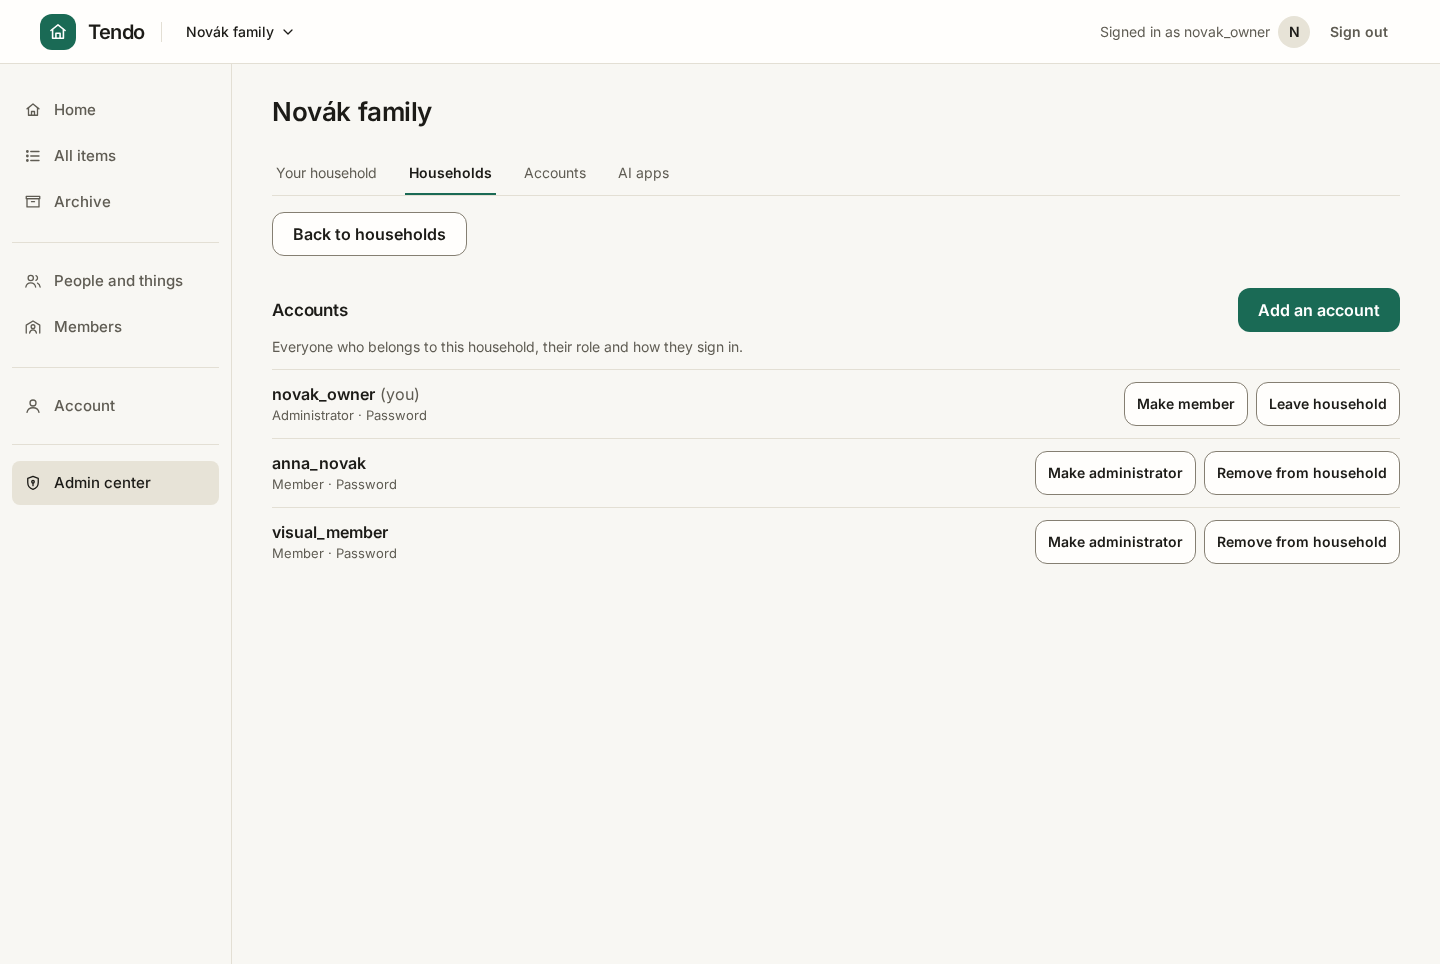 Tendo
Novák family
Signed in as novak_owner
N
Sign out
Home
All items
Archive
People and things
Members
Account
Admin center
Novák family
Your household
Households
Accounts
AI apps
Back to households
Accounts
Add an account
Everyone who belongs to this household, their role and how they sign in.
novak_owner (you)
Administrator · Password
Make member
Leave household
anna_novak
Member · Password
Make administrator
Remove from household
visual_member
Member · Password
Make administrator
Remove from household